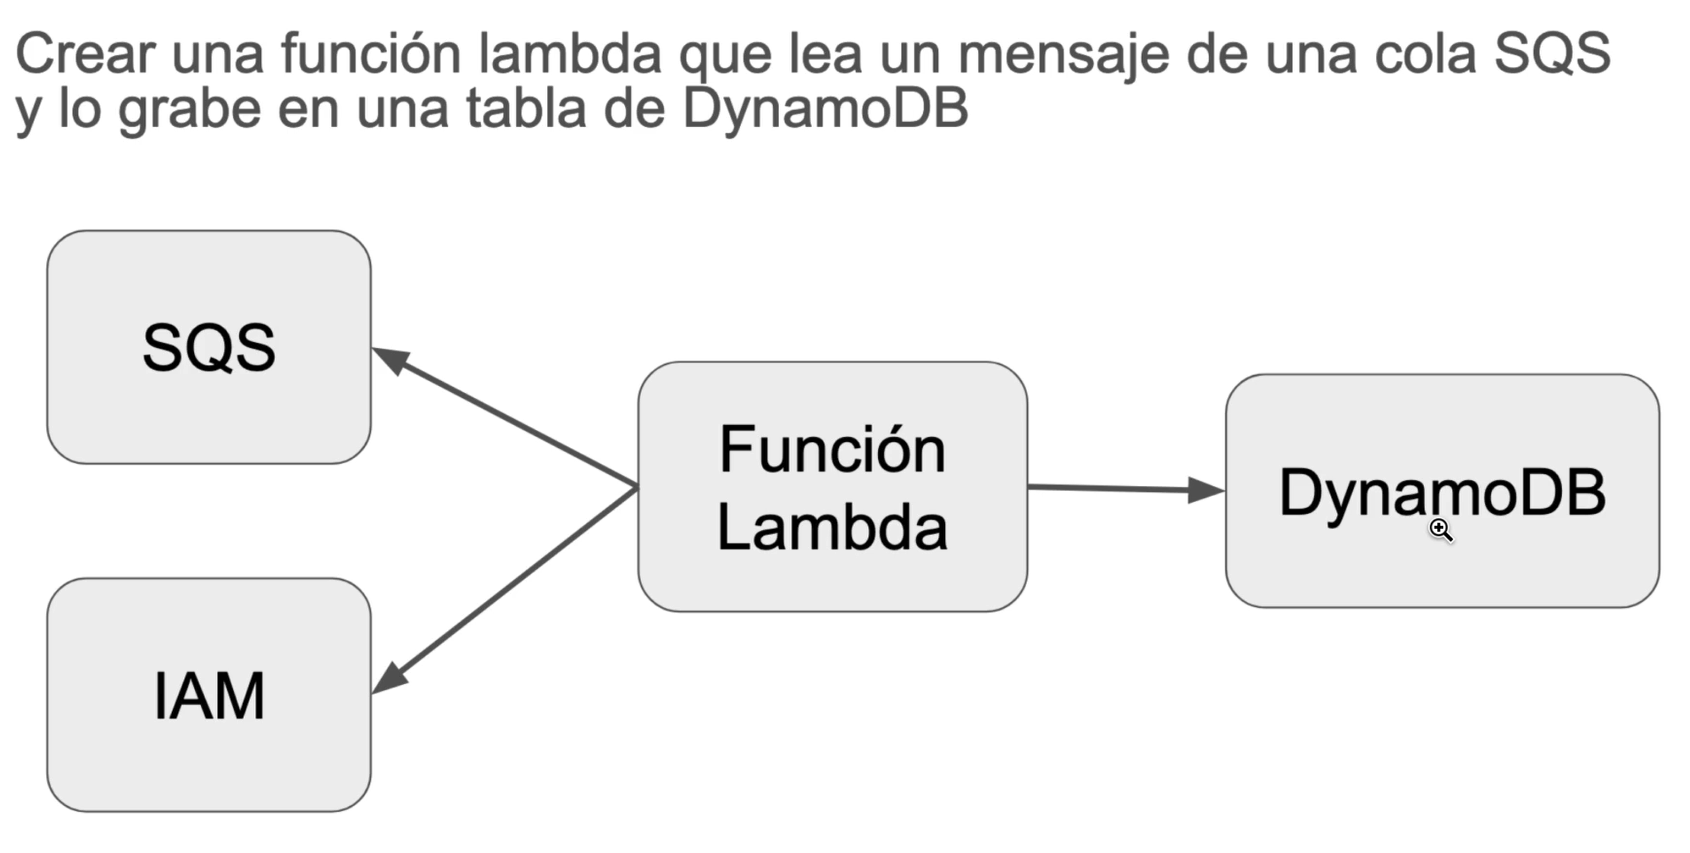 Crear una función lambda que lea un mensaje de una cola SQS
y lo grabe en una tabla de DynamoDB
SQS
Función
Lambda
DynamoDB
IAM